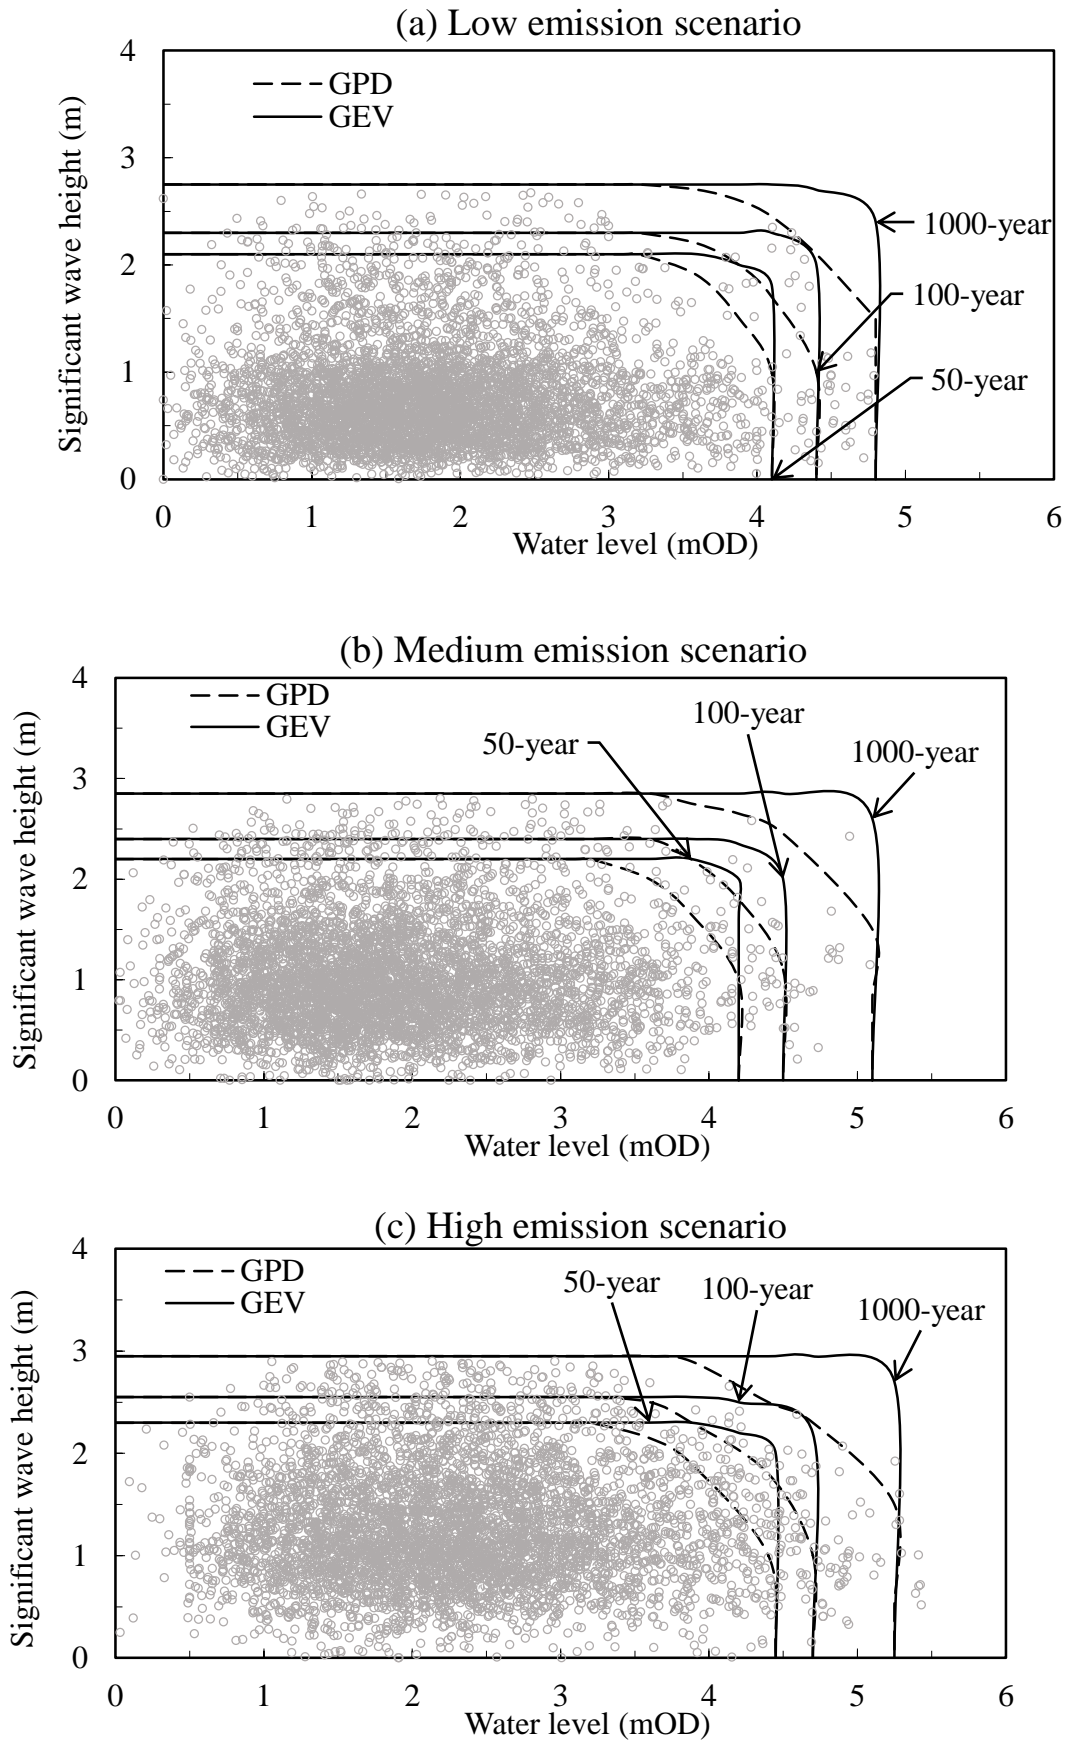 (a) Low emission scenario
GPD
GEV
4
3
2
1
0
Significant wave height (m)
1000-year
100-year
50-year
0 1 2 3 4 5 6
Water level (mOD)
(b) Medium emission scenario
GPD
GEV
4
3
2
1
0
Significant wave height (m)
50-year
100-year
1000-year
0 1 2 3 4 5 6
Water level (mOD)
(c) High emission scenario
GPD
GEV
4
3
2
1
0
Significant wave height (m)
50-year
100-year
1000-year
0 1 2 3 4 5 6
Water level (mOD)